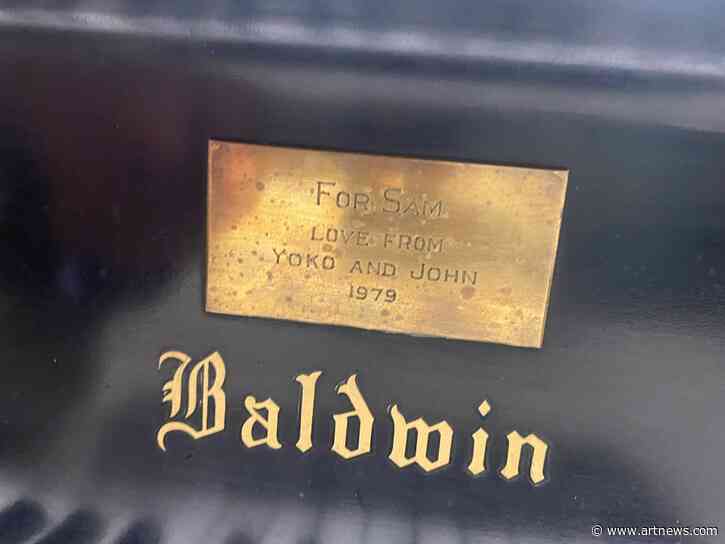 FOR SAM
LOVE FROM
YOKO AND JOHN
1979
Baldwin
© www.artnews.com